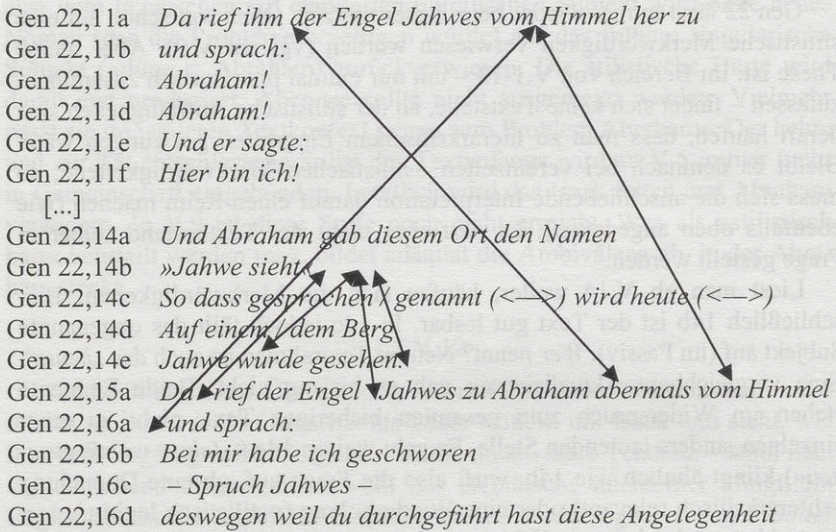 Gen 22,11a Da rief ihm der Engel Jahwes vom Himmel her zu
Gen 22,11b und sprach:
Gen 22,11c Abraham!
Gen 22,11d Abraham!
Gen 22,11e Und er sagte:
Gen 22,11f Hier bin ich!
[...]
Gen 22,14a Und Abraham gab diesem Ort den Namen
Gen 22,14b »Jahwe sieht«
Gen 22,14c So dass gesprochen / genannt (<—>) wird heute (<—>)
Gen 22,14d Auf einem / dem Berg
Gen 22,14e Jahwe wurde gesehen.
Gen 22,15a Da rief der Engel Jahwes zu Abraham abermals vom Himmel
Gen 22,16a und sprach:
Gen 22,16b Bei mir habe ich geschworen
Gen 22,16c – Spruch Jahwes –
Gen 22,16d deswegen weil du durchgeführt hast diese Angelegenheit